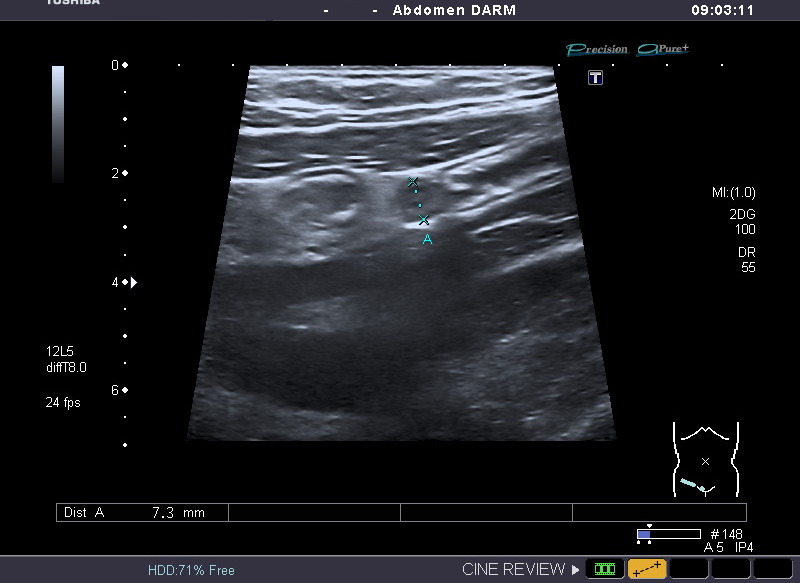 TOSHIBA
- - Abdomen DARM 09:03:11
Precision APure+
T
0
2
4
6
A
MI:(1.0)
2DG
100
DR
55
12L5
diffT8.0
24 fps
Dist A 7.3 mm
#148
A 5 IP4
HDD:71% Free
CINE REVIEW